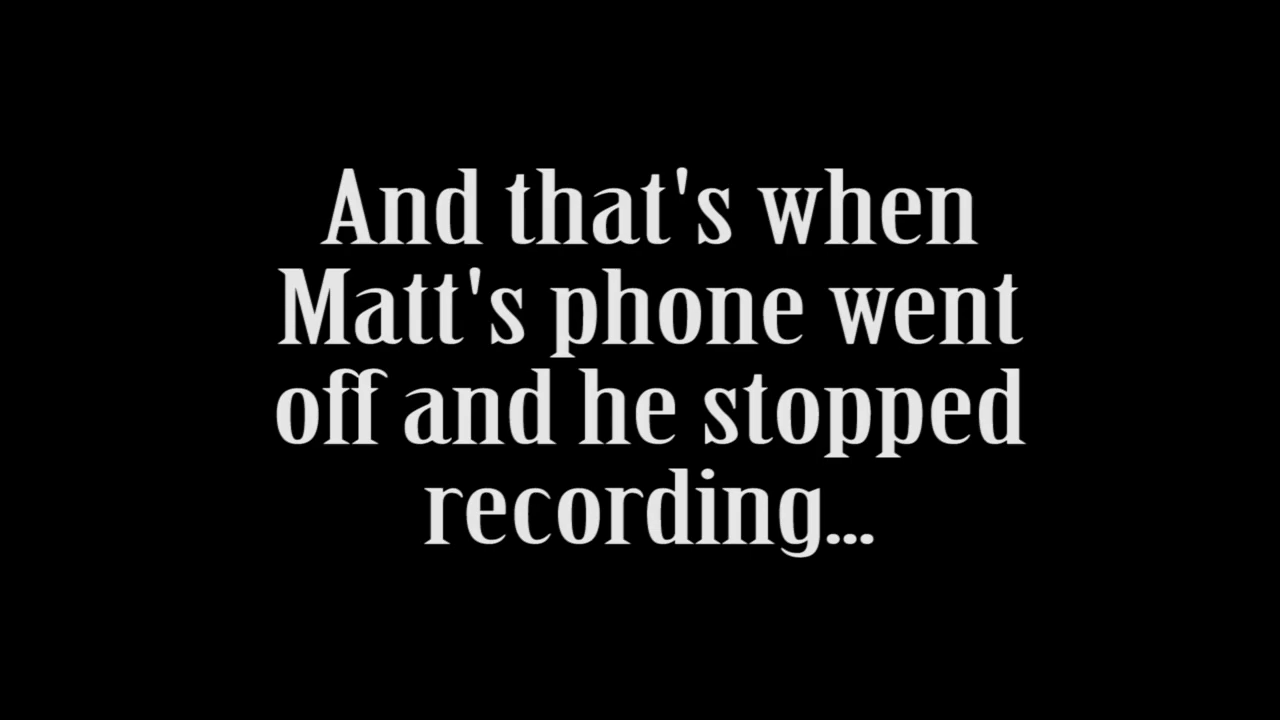 And that's when
Matt's phone went
off and he stopped
recording...